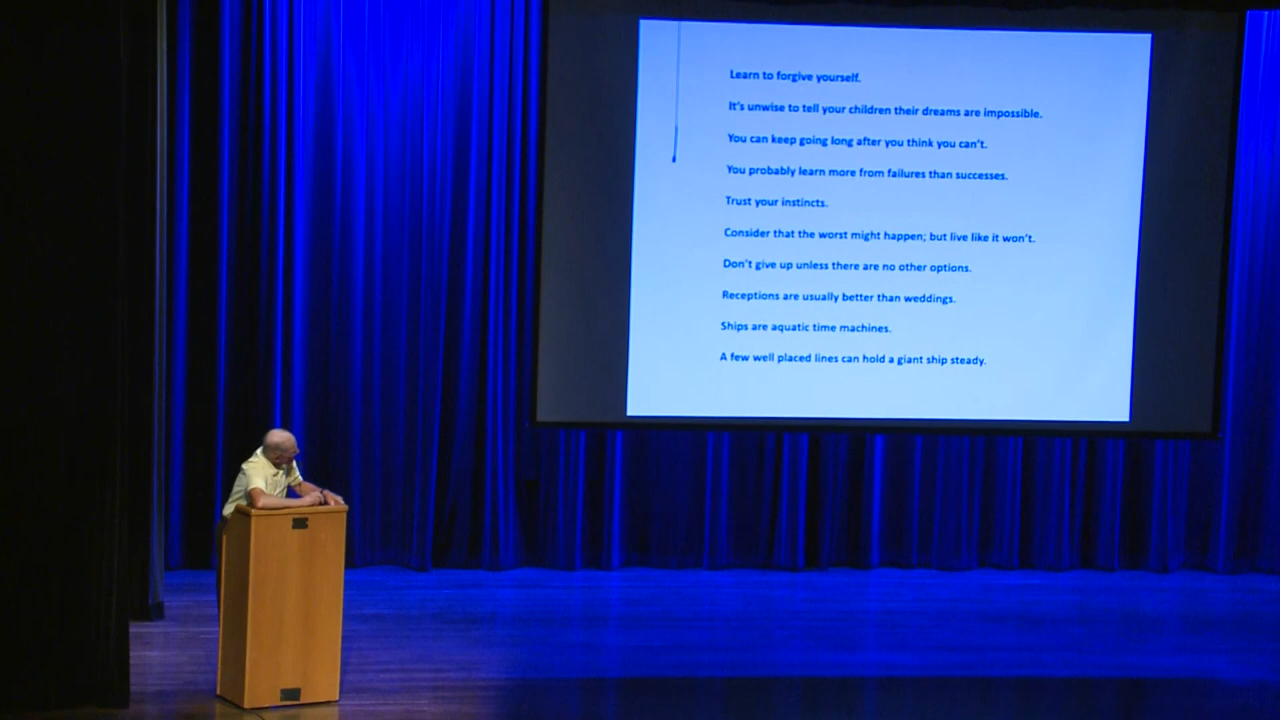 Learn to forgive yourself.
It's unwise to tell your children their dreams are impossible.
You can keep going long after you think you can't.
You probably learn more from failures than successes.
Trust your instincts.
Consider that the worst might happen; but live like it won't.
Don't give up unless there are no other options.
Receptions are usually better than weddings.
Ships are aquatic time machines.
A few well placed lines can hold a giant ship steady.